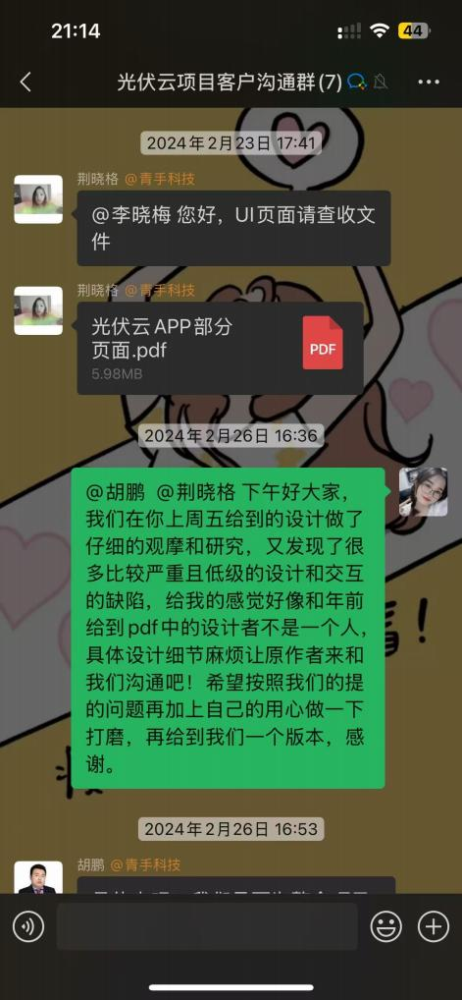 21:14
44
光伏云项目客户沟通群(7)
2024年2月23日 17:41
荆晓格 @青手科技
@李晓梅 您好，UI页面请查收文
件
荆晓格 @青手科技
光伏云APP部分
页面.pdf
PDF
5.98MB
2024年2月26日 16:36
@胡鹏 @荆晓格 下午好大家，
我们在你上周五给到的设计做了
仔细的观摩和研究，又发现了很
多比较严重且低级的设计和交互
的缺陷，给我的感觉好像和年前
给到pdf中的设计者不是一个人，
具体设计细节麻烦让原作者来和
我们沟通吧！希望按照我们的提
的问题再加上自己的用心做一下
打磨，再给到我们一个版本，感
谢。
2024年2月26日 16:53
胡鹏 @青手科技